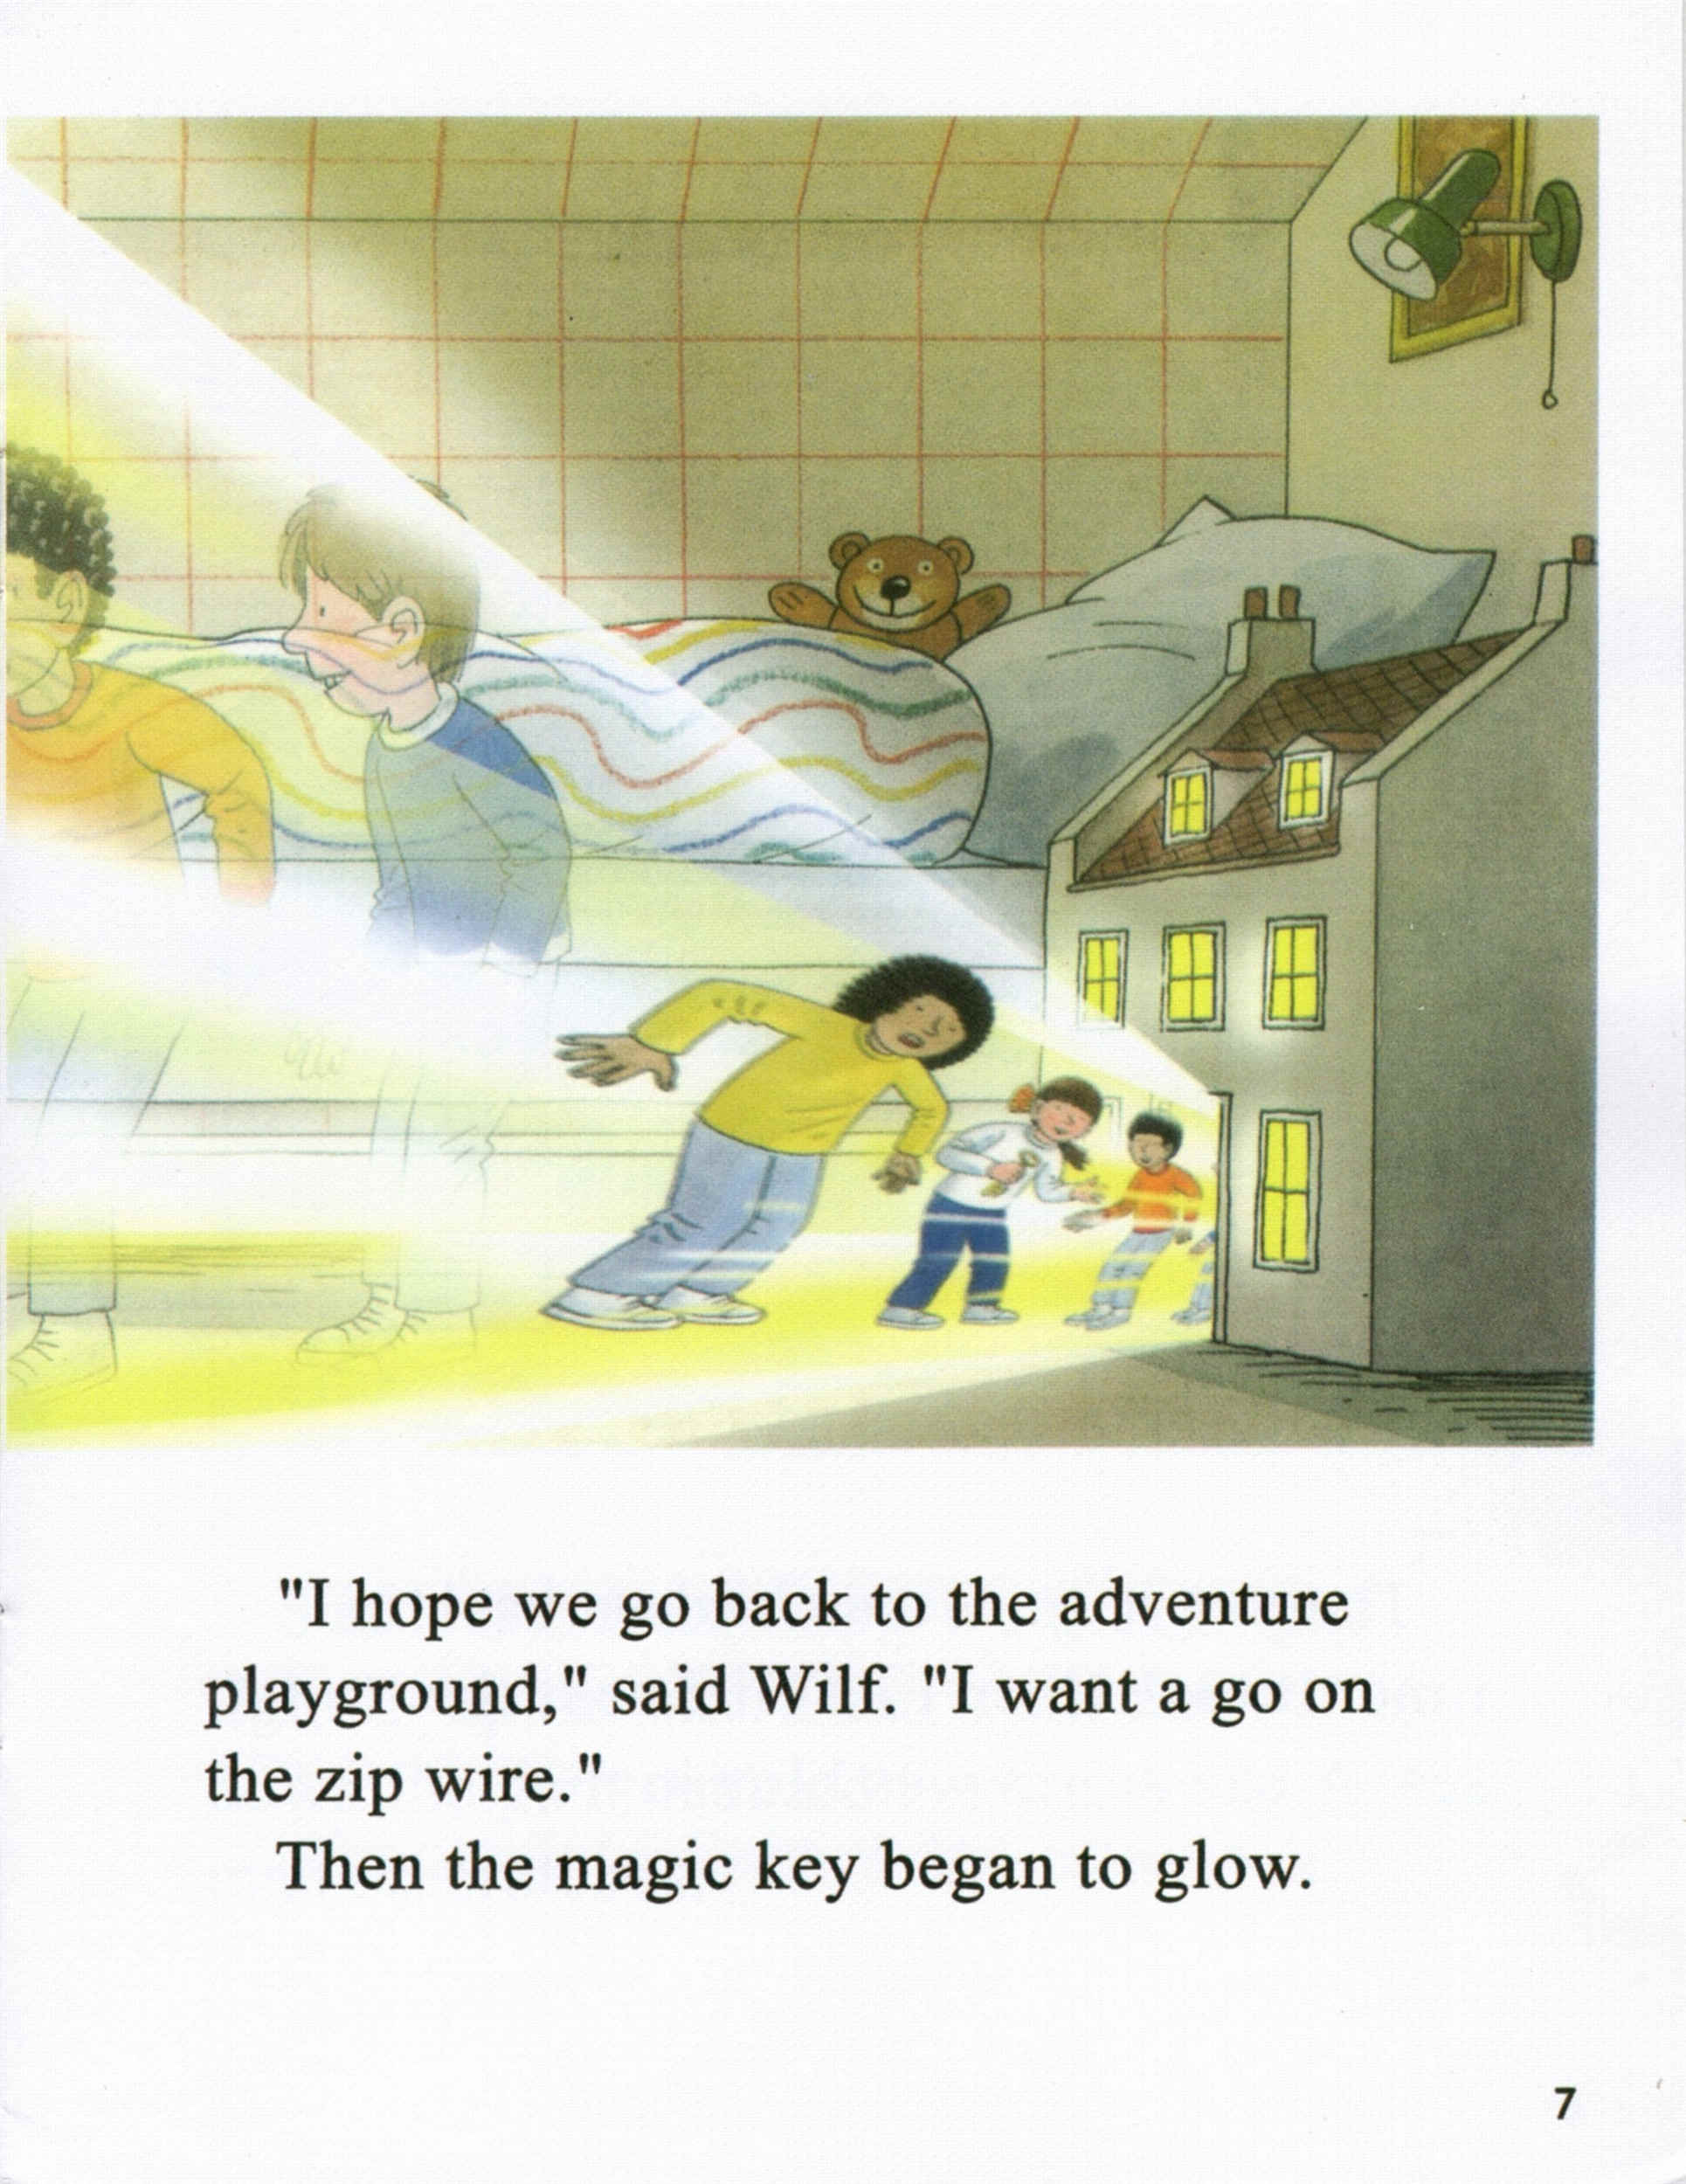 "I hope we go back to the adventure
playground," said Wilf. "I want a go on
the zip wire."
Then the magic key began to glow.
7